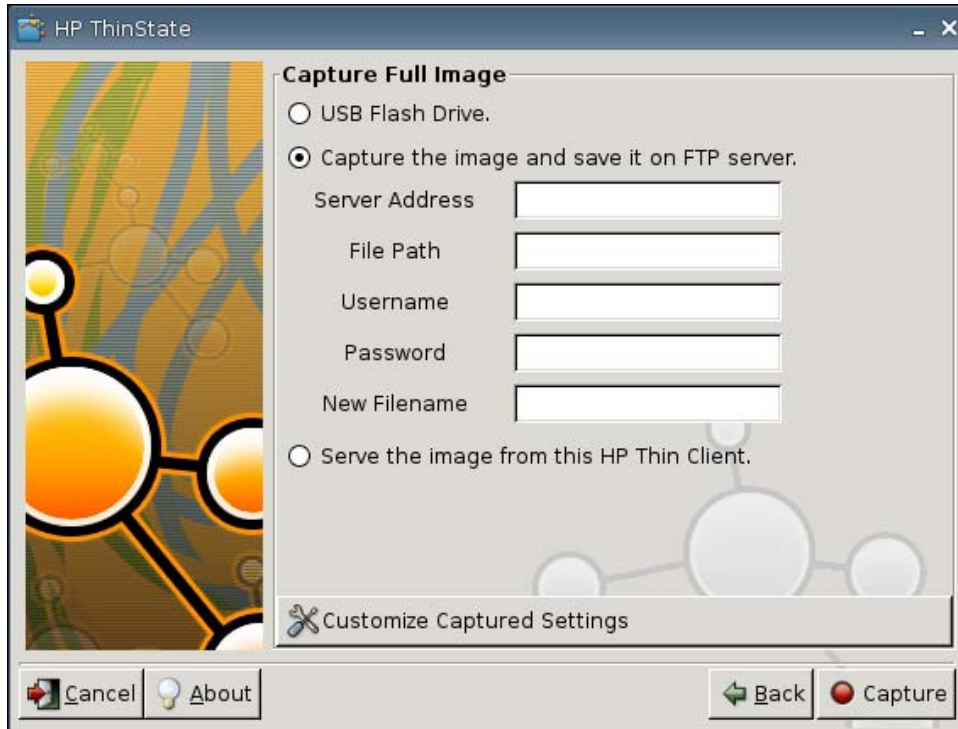 HP ThinState
Capture Full Image
USB Flash Drive.
Capture the image and save it on FTP server.
Server Address
File Path
Username
Password
New Filename
Serve the image from this HP Thin Client.
Customize Captured Settings
Cancel About Back Capture